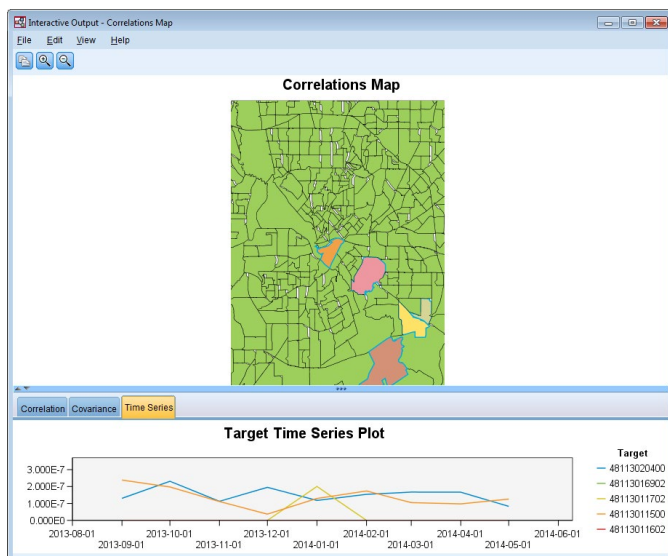 Interactive Output - Correlations Map
File Edit View Help
Correlations Map
Correlation Covariance Time Series
Target Time Series Plot
3.000E-7
2.000E-7
1.000E-7
0.000E0
2013-08-01 2013-10-01 2013-12-01 2014-02-01 2014-04-01 2014-06-01
2013-09-01 2013-11-01 2014-01-01 2014-03-01 2014-05-01
Target
48113020400
48113016902
48113011702
48113011500
48113011602